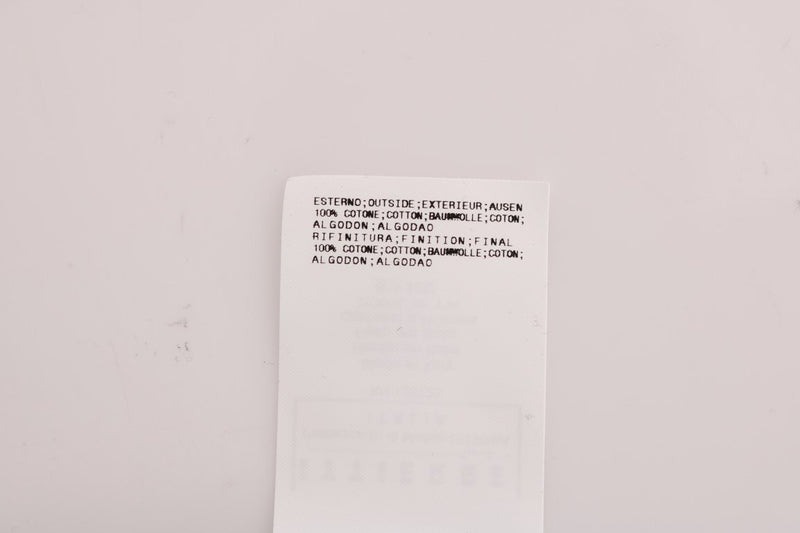 ESTERNO;OUTSIDE;EXTERIEUR;AUSEN
100% COTONE;COTTON;BAUMWOLLE;COTON;
ALGODON;ALGODAO
RIFINITURA;FINITION;FINAL
100% COTONE;COTTON;BAUMWOLLE;COTON;
ALGODON;ALGODAO